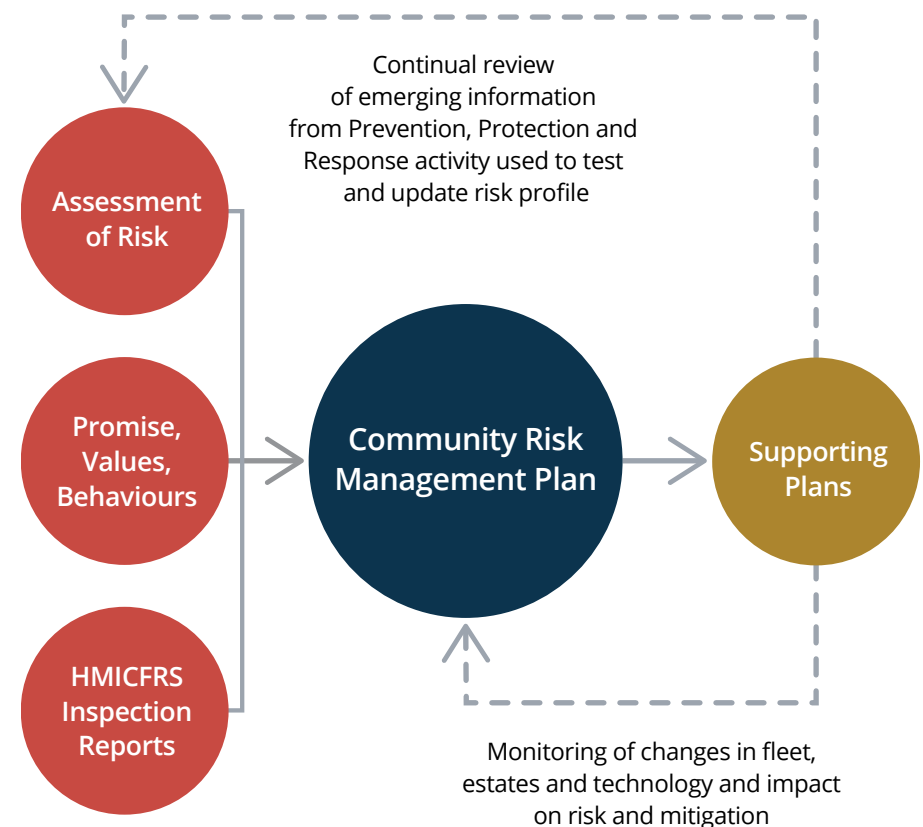 Continual review
of emerging information
from Prevention, Protection and
Response activity used to test
and update risk profile
Assessment
of Risk
Promise,
Values,
Behaviours
HMICFRS
Inspection
Reports
Community Risk
Management Plan
Supporting
Plans
Monitoring of changes in fleet,
estates and technology and impact
on risk and mitigation